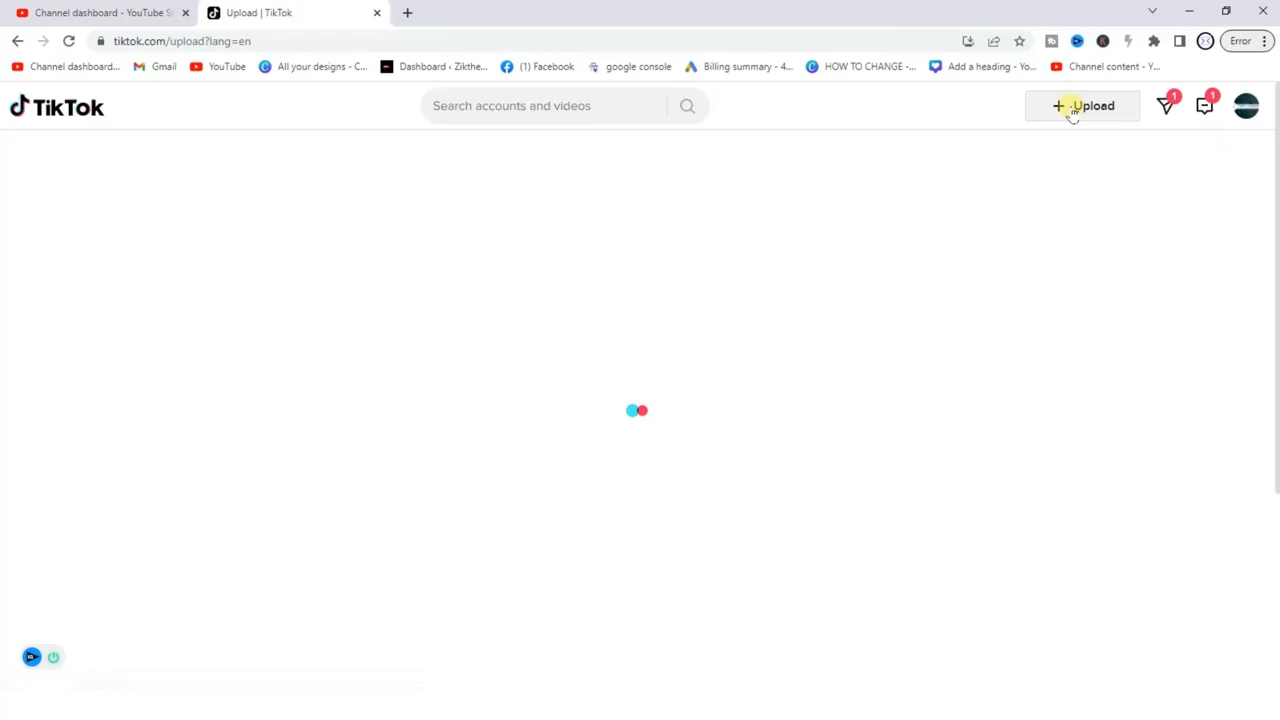 Channel dashboard - YouTube St
Upload | TikTok
tiktok.com/upload?lang=en
Error
Channel dashboard...
Gmail
YouTube
All your designs - C...
Dashboard ‹ Zikthe...
(1) Facebook
google console
Billing summary - 4...
HOW TO CHANGE -...
Add a heading - Yo...
Channel content - Y...
TikTok
Search accounts and videos
Upload
1
1